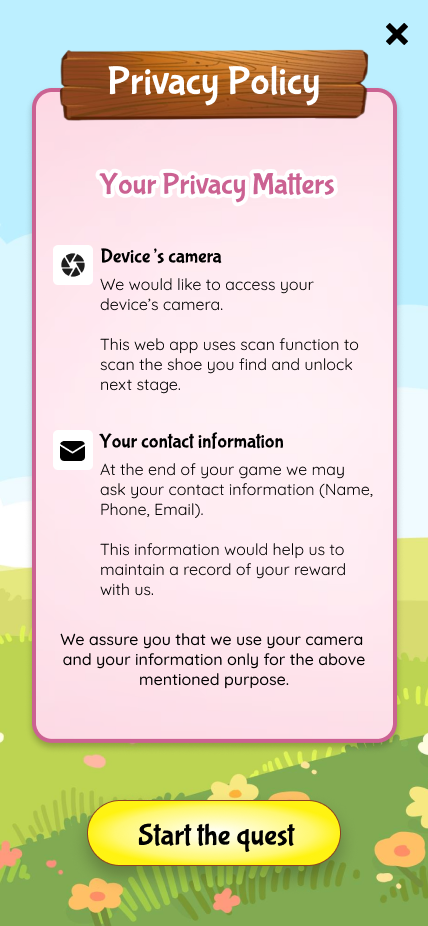 Privacy Policy
Your Privacy Matters
Device's camera
We would like to access your
device's camera.
This web app uses scan function to
scan the shoe you find and unlock
next stage.
Your contact information
At the end of your game we may
ask your contact information (Name,
Phone, Email).
This information would help us to
maintain a record of your reward
with us.
We assure you that we use your camera
and your information only for the above
mentioned purpose.
Start the quest